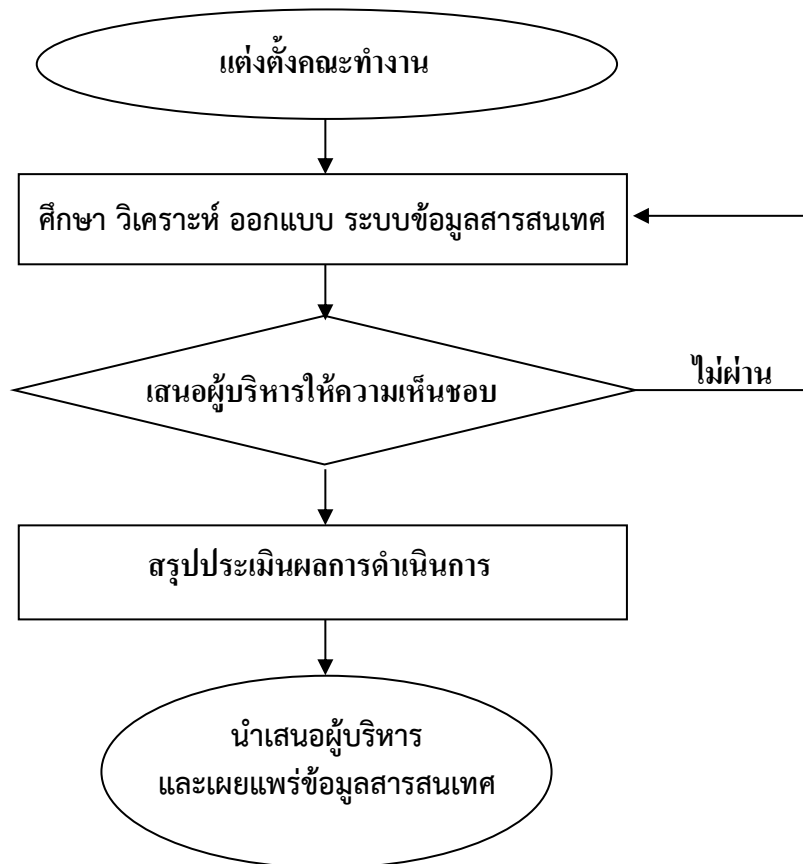 แต่งตั้งคณะทำงาน
ศึกษา วิเคราะห์ ออกแบบ ระบบข้อมูลสารสนเทศ
เสนอผู้บริหารให้ความเห็นชอบ
ไม่ผ่าน
สรุปประเมินผลการดำเนินการ
นำเสนอผู้บริหาร
และเผยแพร่ข้อมูลสารสนเทศ